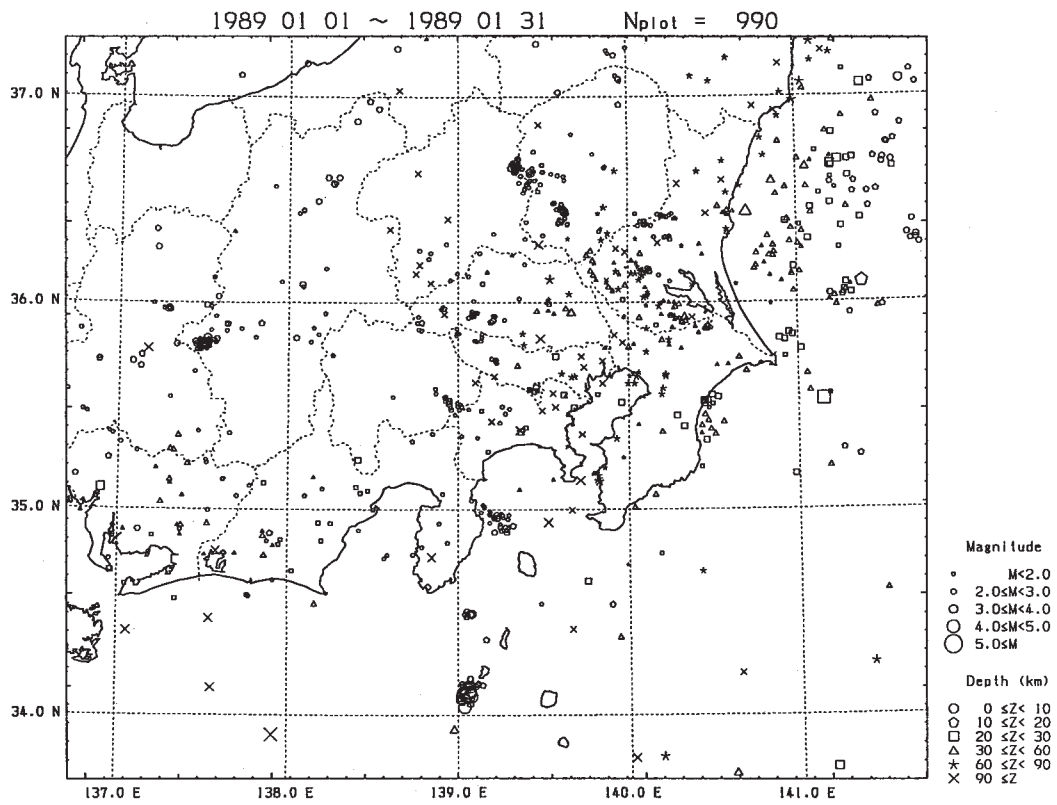 1989 01 01 ~ 1989 01 31 Nplot = 990
37.0 N
36.0 N
35.0 N
34.0 N
137.0 E 138.0 E 139.0 E 140.0 E 141.0 E
Magnitude
M<2.0
2.0≤M<3.0
3.0≤M<4.0
4.0≤M<5.0
5.0≤M
Depth (km)
0 ≤Z< 10
10 ≤Z< 20
20 ≤Z< 30
30 ≤Z< 60
60 ≤Z< 90
90 ≤Z